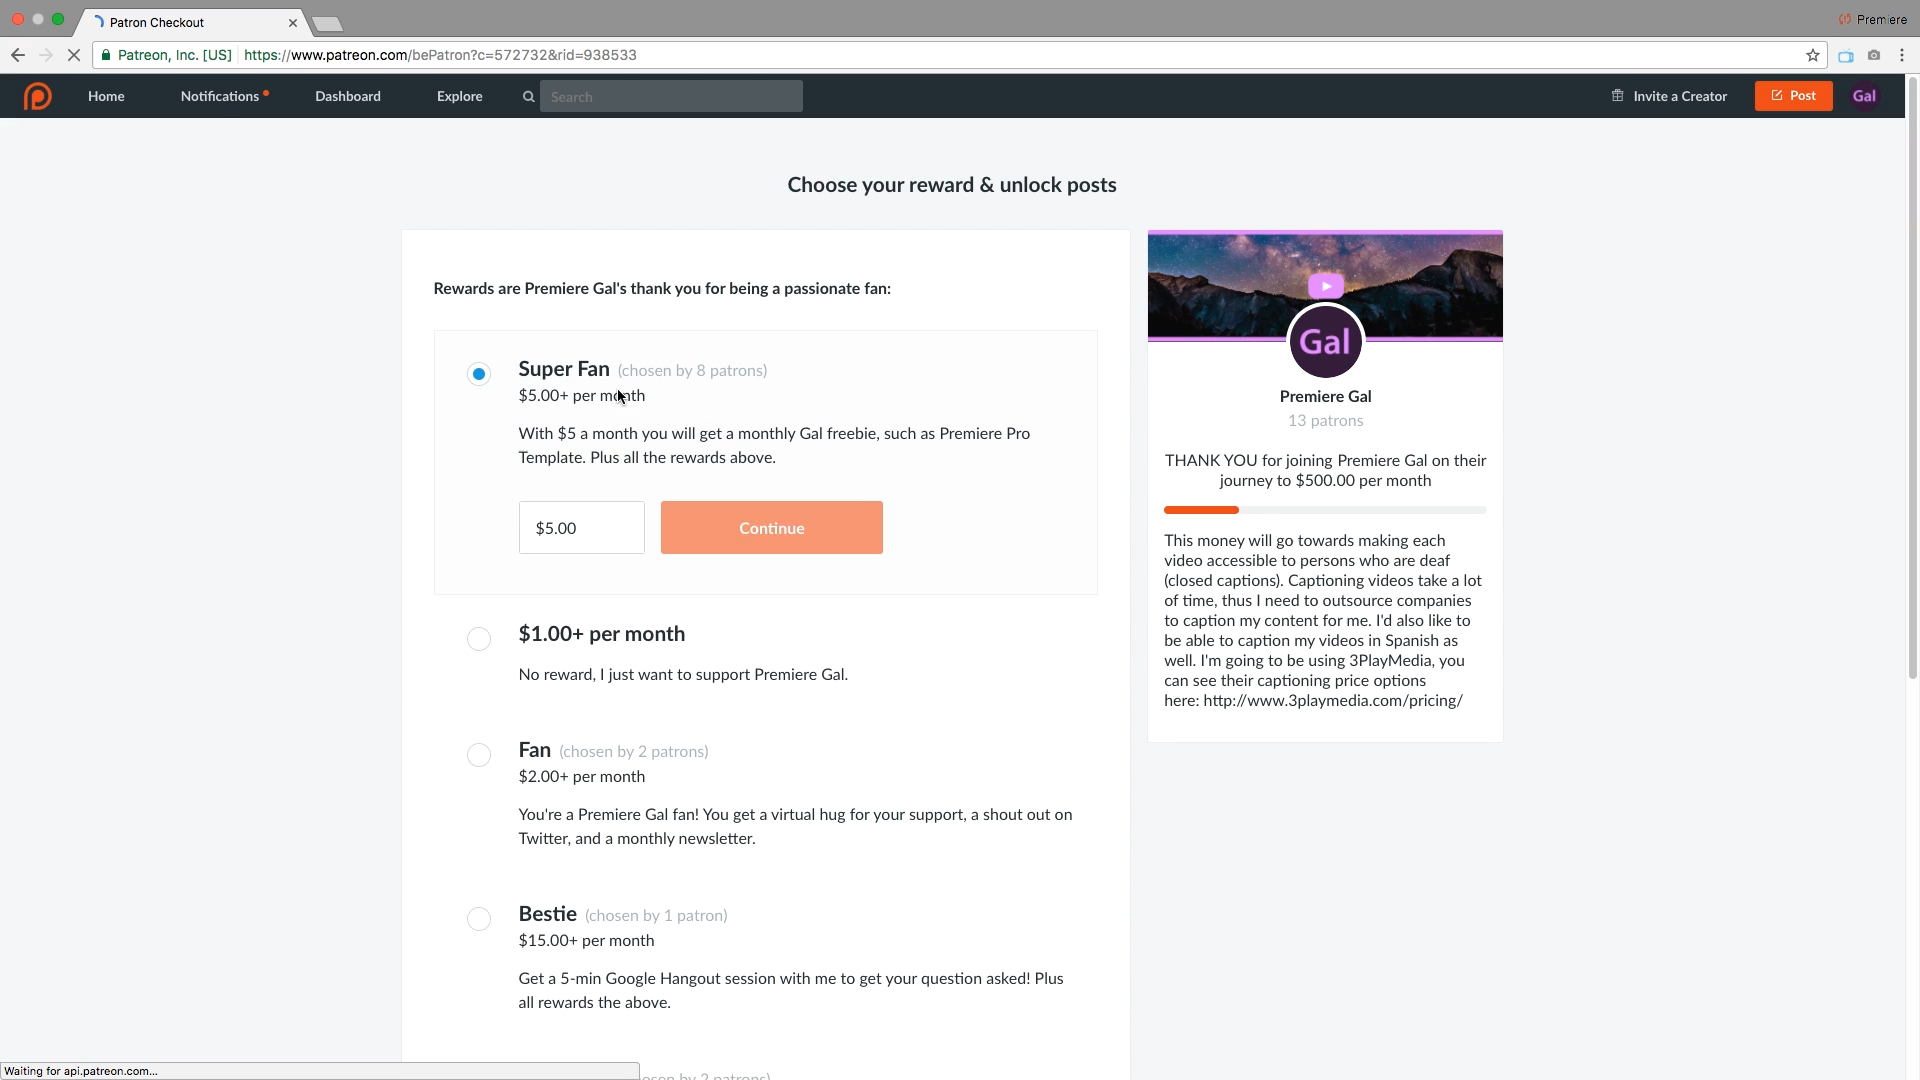 Patron Checkout
Premiere
Patreon, Inc. [US]
https://www.patreon.com/bePatron?c=572732&rid=938533
Home
Notifications
Dashboard
Explore
Search
Invite a Creator
Post
Gal
Choose your reward & unlock posts
Rewards are Premiere Gal's thank you for being a passionate fan:
Super Fan (chosen by 8 patrons)
$5.00+ per month
With $5 a month you will get a monthly Gal freebie, such as Premiere Pro
Template. Plus all the rewards above.
$5.00
Continue
$1.00+ per month
No reward, I just want to support Premiere Gal.
Fan (chosen by 2 patrons)
$2.00+ per month
You're a Premiere Gal fan! You get a virtual hug for your support, a shout out on
Twitter, and a monthly newsletter.
Bestie (chosen by 1 patron)
$15.00+ per month
Get a 5-min Google Hangout session with me to get your question asked! Plus
all rewards the above.
by 2 patrons)
Gal
Premiere Gal
13 patrons
THANK YOU for joining Premiere Gal on their
journey to $500.00 per month
This money will go towards making each
video accessible to persons who are deaf
(closed captions). Captioning videos take a lot
of time, thus I need to outsource companies
to caption my content for me. I'd also like to
be able to caption my videos in Spanish as
well. I'm going to be using 3PlayMedia, you
can see their captioning price options
here: http://www.3playmedia.com/pricing/
Waiting for api.patreon.com...